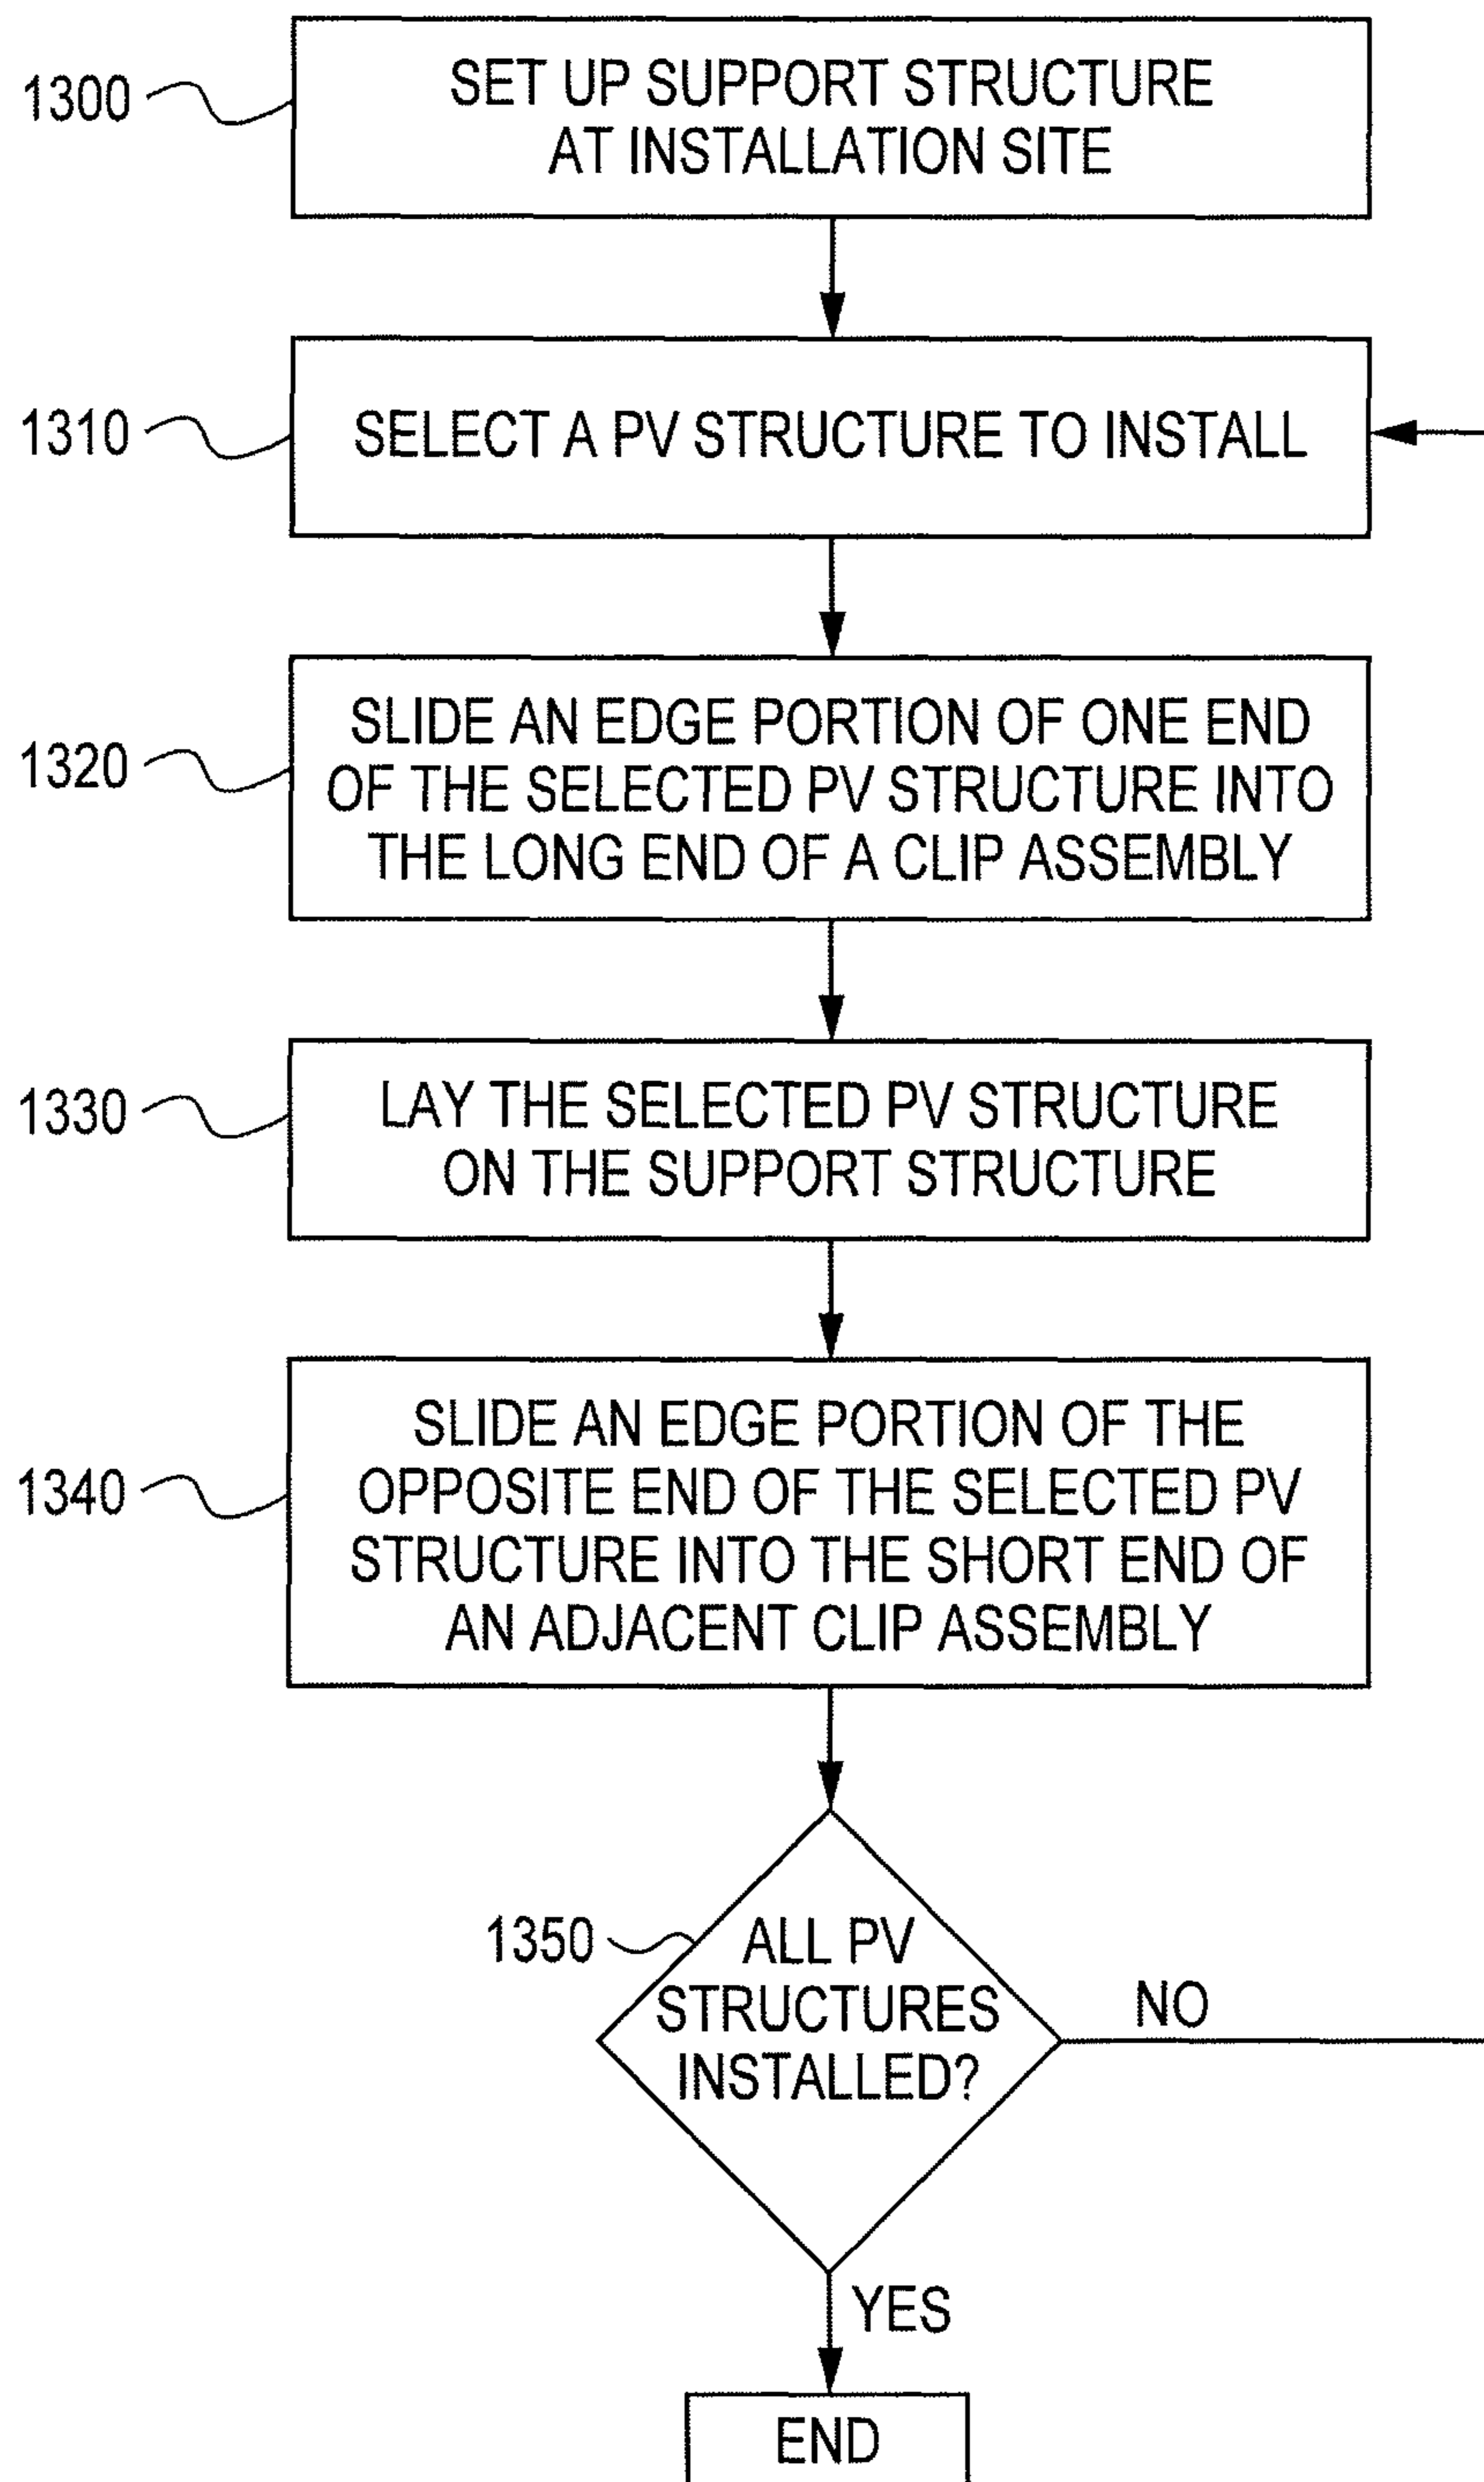 1300
SET UP SUPPORT STRUCTURE
AT INSTALLATION SITE
1310
SELECT A PV STRUCTURE TO INSTALL
1320
SLIDE AN EDGE PORTION OF ONE END
OF THE SELECTED PV STRUCTURE INTO
THE LONG END OF A CLIP ASSEMBLY
1330
LAY THE SELECTED PV STRUCTURE
ON THE SUPPORT STRUCTURE
1340
SLIDE AN EDGE PORTION OF THE
OPPOSITE END OF THE SELECTED PV
STRUCTURE INTO THE SHORT END OF
AN ADJACENT CLIP ASSEMBLY
1350
ALL PV
STRUCTURES
INSTALLED?
NO
YES
END